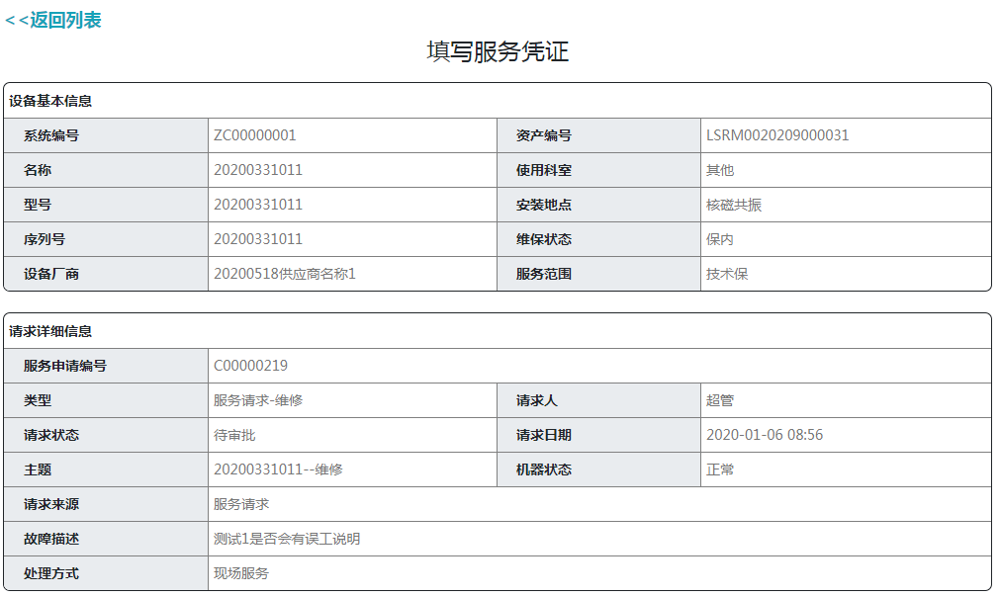 <<返回列表
填写服务凭证
设备基本信息
系统编号 ZC00000001 资产编号 LSRM0020209000031
名称 20200331011 使用科室 其他
型号 20200331011 安装地点 核磁共振
序列号 20200331011 维保状态 保内
设备厂商 20200518供应商名称1 服务范围 技术保
请求详细信息
服务申请编号 C00000219
类型 服务请求-维修 请求人 超管
请求状态 待审批 请求日期 2020-01-06 08:56
主题 20200331011--维修 机器状态 正常
请求来源 服务请求
故障描述 测试1是否会有误工说明
处理方式 现场服务